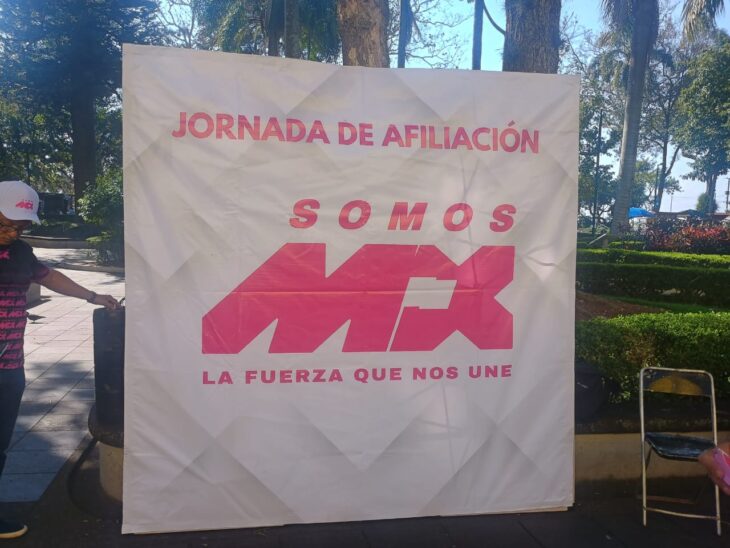 JORNADA DE AFILIACIÓN
SOMOS
MX
LA FUERZA QUE NOS UNE